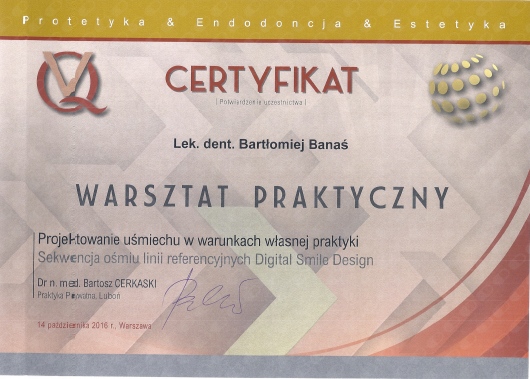 Protetyka & Endodoncja & Estetyka
VQ
CERTYFIKAT
( Potwierdzenie uczestnictwa )
Lek. dent. Bartłomiej Banaś
WARSZTAT PRAKTYCZNY
Projektowanie uśmiechu w warunkach własnej praktyki
Sekwencja ośmiu linii referencyjnych Digital Smile Design
Dr n. med. Bartosz CERKASKI
Praktyka Prywatna, Luboń
14 października 2016 r., Warszawa